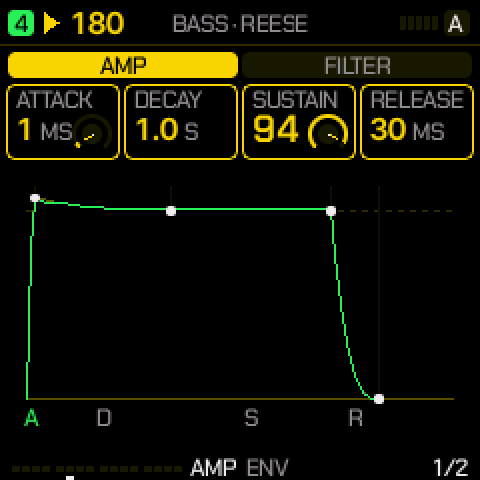 4 180 BASS·REESE A
AMP FILTER
ATTACK DECAY SUSTAIN RELEASE
1 MS 1.0 S 94 30 MS
A D S R
AMP ENV 1/2